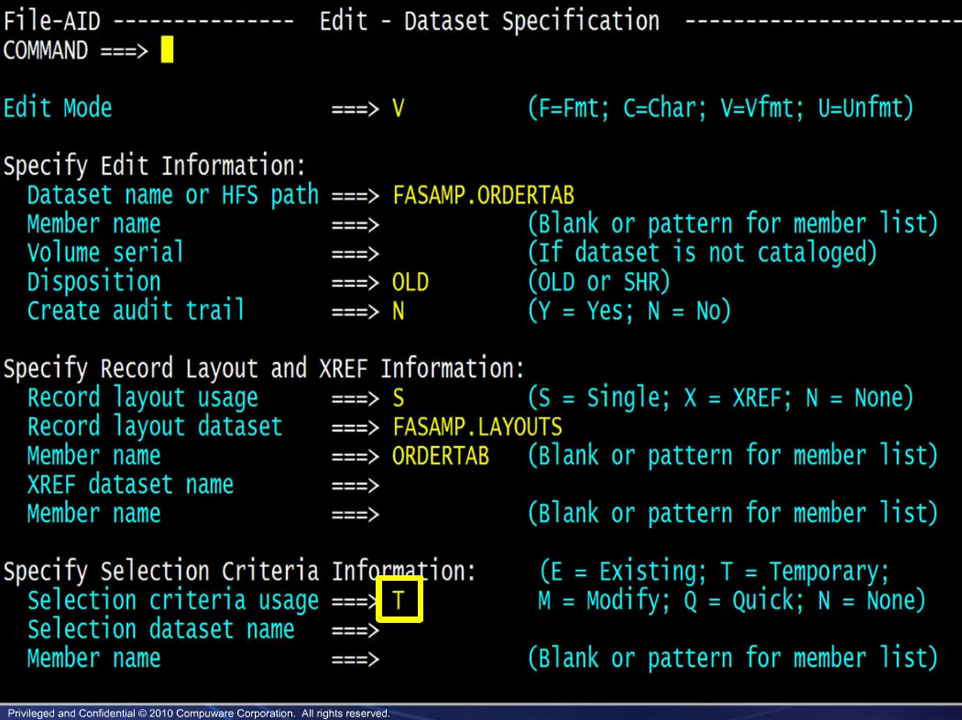 File-AID --------------- Edit - Dataset Specification -----------------------
COMMAND ===>
Edit Mode ===> V (F=Fmt; C=Char; V=Vfmt; U=Unfmt)
Specify Edit Information:
Dataset name or HFS path ===> FASAMP.ORDERTAB
Member name ===> (Blank or pattern for member list)
Volume serial ===> (If dataset is not cataloged)
Disposition ===> OLD (OLD or SHR)
Create audit trail ===> N (Y = Yes; N = No)
Specify Record Layout and XREF Information:
Record layout usage ===> S (S = Single; X = XREF; N = None)
Record layout dataset ===> FASAMP.LAYOUTS
Member name ===> ORDERTAB (Blank or pattern for member list)
XREF dataset name ===>
Member name ===> (Blank or pattern for member list)
Specify Selection Criteria Information: (E = Existing; T = Temporary;
Selection criteria usage ===> T M = Modify; Q = Quick; N = None)
Selection dataset name ===>
Member name ===> (Blank or pattern for member list)
Privileged and Confidential © 2010 Compuware Corporation. All rights reserved.